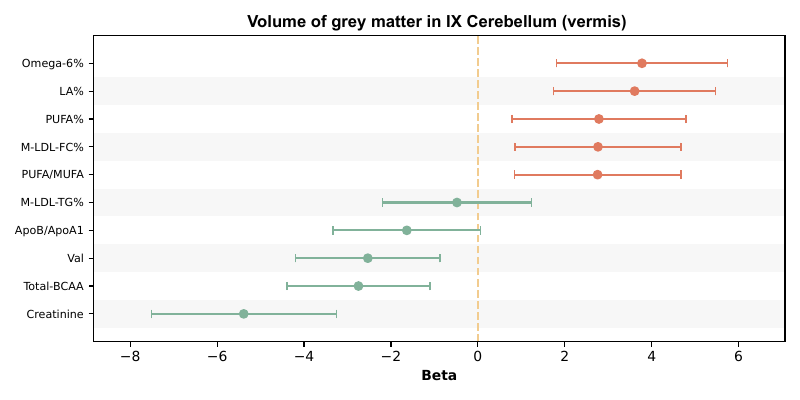 Volume of grey matter in IX Cerebellum (vermis)
Omega-6%
LA%
PUFA%
M-LDL-FC%
PUFA/MUFA
M-LDL-TG%
ApoB/ApoA1
Val
Total-BCAA
Creatinine
−8 −6 −4 −2 0 2 4 6
Beta